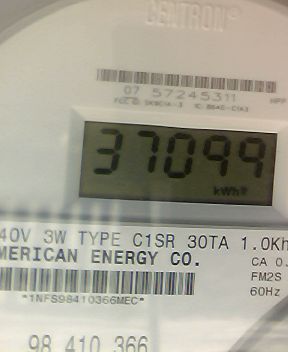 CENTRON®
07 57245311
37099
kWh
40V 3W TYPE C1SR 30TA 1.0Kh
MERICAN ENERGY CO.
CA 0.
FM2S
60Hz
*1NFS98410366MEC*
98 410 366